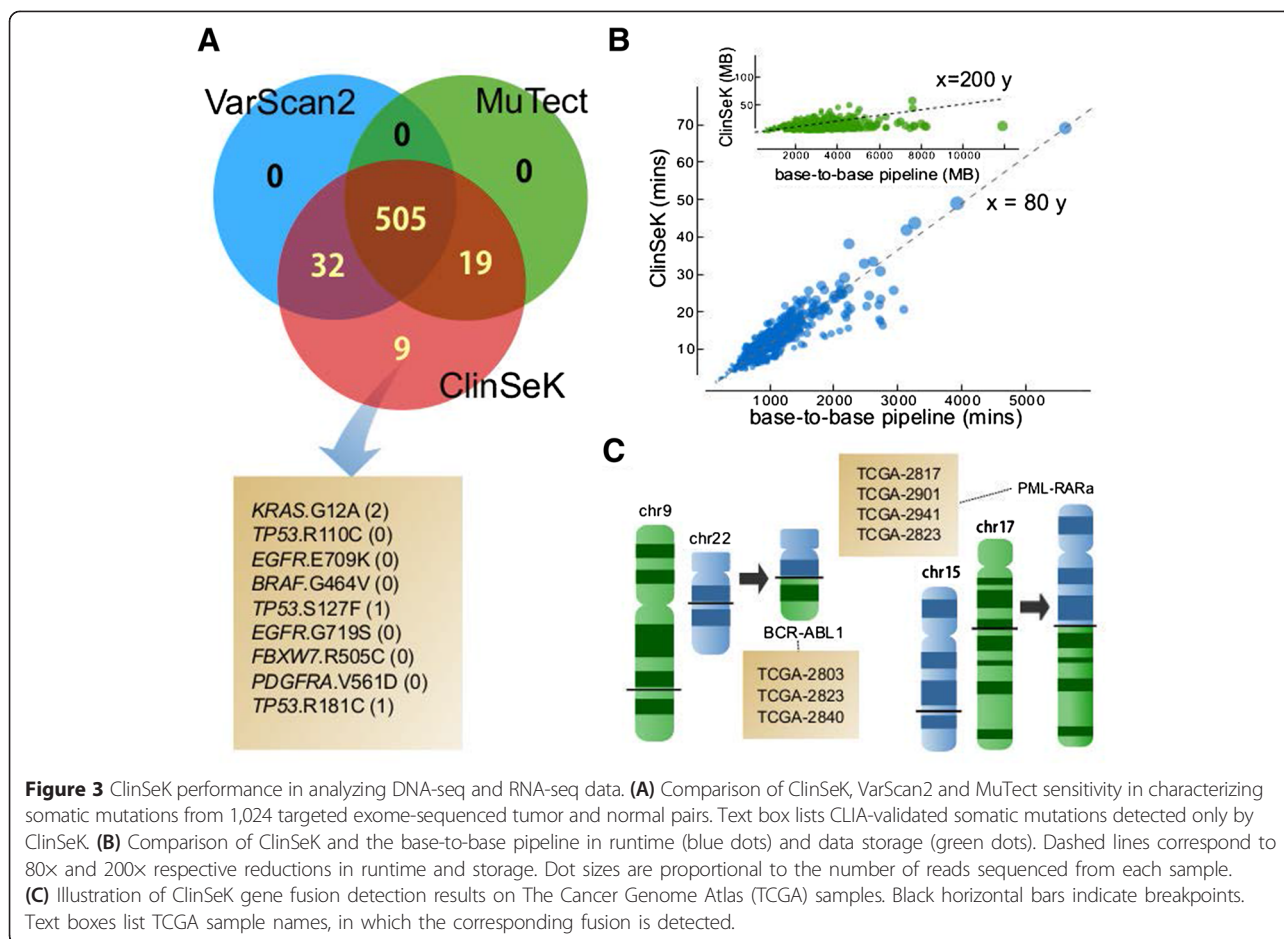 A
VarScan2
MuTect
0
0
0
505
32
19
9
ClinSeK
KRAS.G12A (2)
TP53.R110C (0)
EGFR.E709K (0)
BRAF.G464V (0)
TP53.S127F (1)
EGFR.G719S (0)
FBXW7.R505C (0)
PDGFRA.V561D (0)
TP53.R181C (1)
B
ClinSeK (MB)
100
50
x=200 y
2000 4000 6000 8000 10000
base-to-base pipeline (MB)
ClinSeK (mins)
70
60
50
40
30
20
10
x = 80 y
1000 2000 3000 4000 5000
base-to-base pipeline (mins)
C
chr9
chr22
BCR-ABL1
TCGA-2803
TCGA-2823
TCGA-2840
TCGA-2817
TCGA-2901
TCGA-2941
TCGA-2823
PML-RARa
chr17
chr15
Figure 3 ClinSeK performance in analyzing DNA-seq and RNA-seq data. (A) Comparison of ClinSeK, VarScan2 and MuTect sensitivity in characterizing
somatic mutations from 1,024 targeted exome-sequenced tumor and normal pairs. Text box lists CLIA-validated somatic mutations detected only by
ClinSeK. (B) Comparison of ClinSeK and the base-to-base pipeline in runtime (blue dots) and data storage (green dots). Dashed lines correspond to
80× and 200× respective reductions in runtime and storage. Dot sizes are proportional to the number of reads sequenced from each sample.
(C) Illustration of ClinSeK gene fusion detection results on The Cancer Genome Atlas (TCGA) samples. Black horizontal bars indicate breakpoints.
Text boxes list TCGA sample names, in which the corresponding fusion is detected.